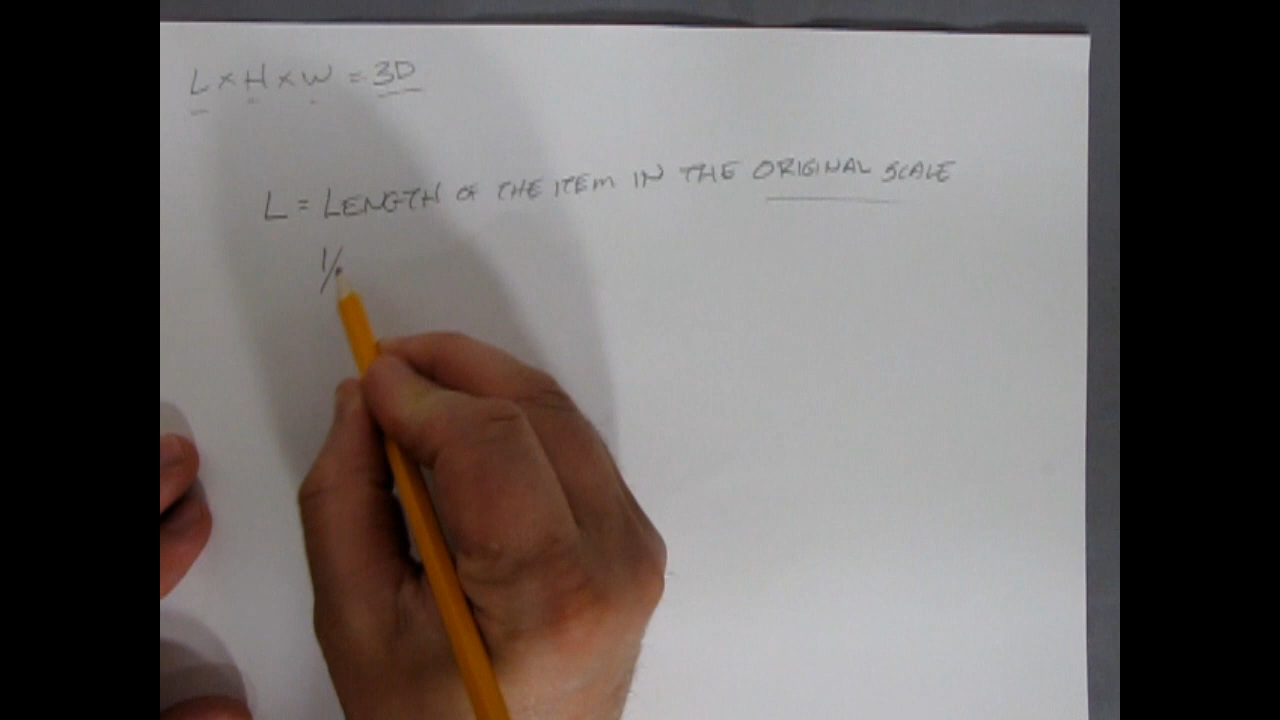 L × H × W = 3D
L = LENGTH OF THE ITEM IN THE ORIGINAL SCALE
1/